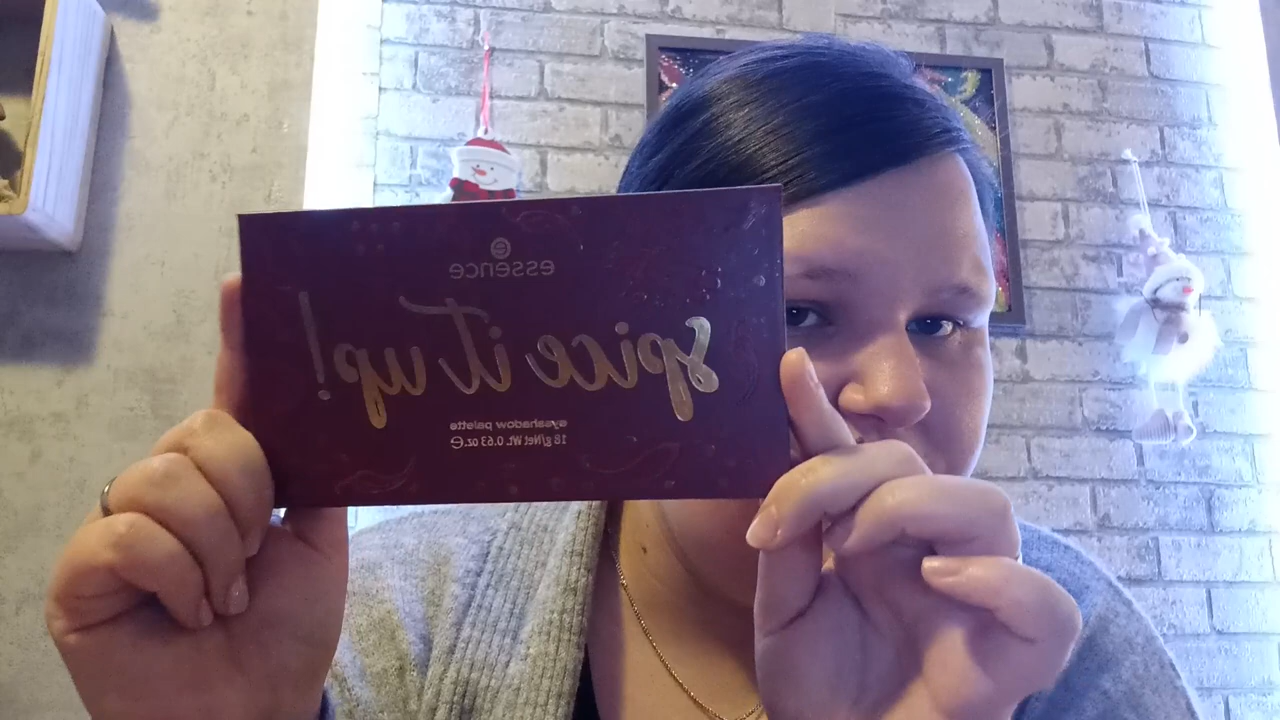 e
essence
spice it up!
eyeshadow palette
18 g/Net Wt. 0.63 oz. ℮